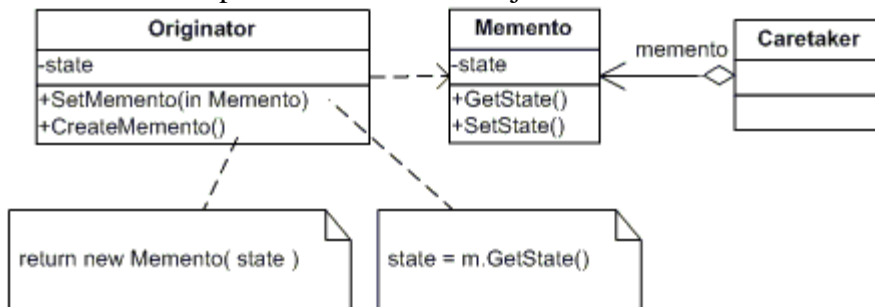 Originator
-state
+SetMemento(in Memento)
+CreateMemento()
Memento
-state
+GetState()
+SetState()
memento
Caretaker
return new Memento( state )
state = m.GetState()